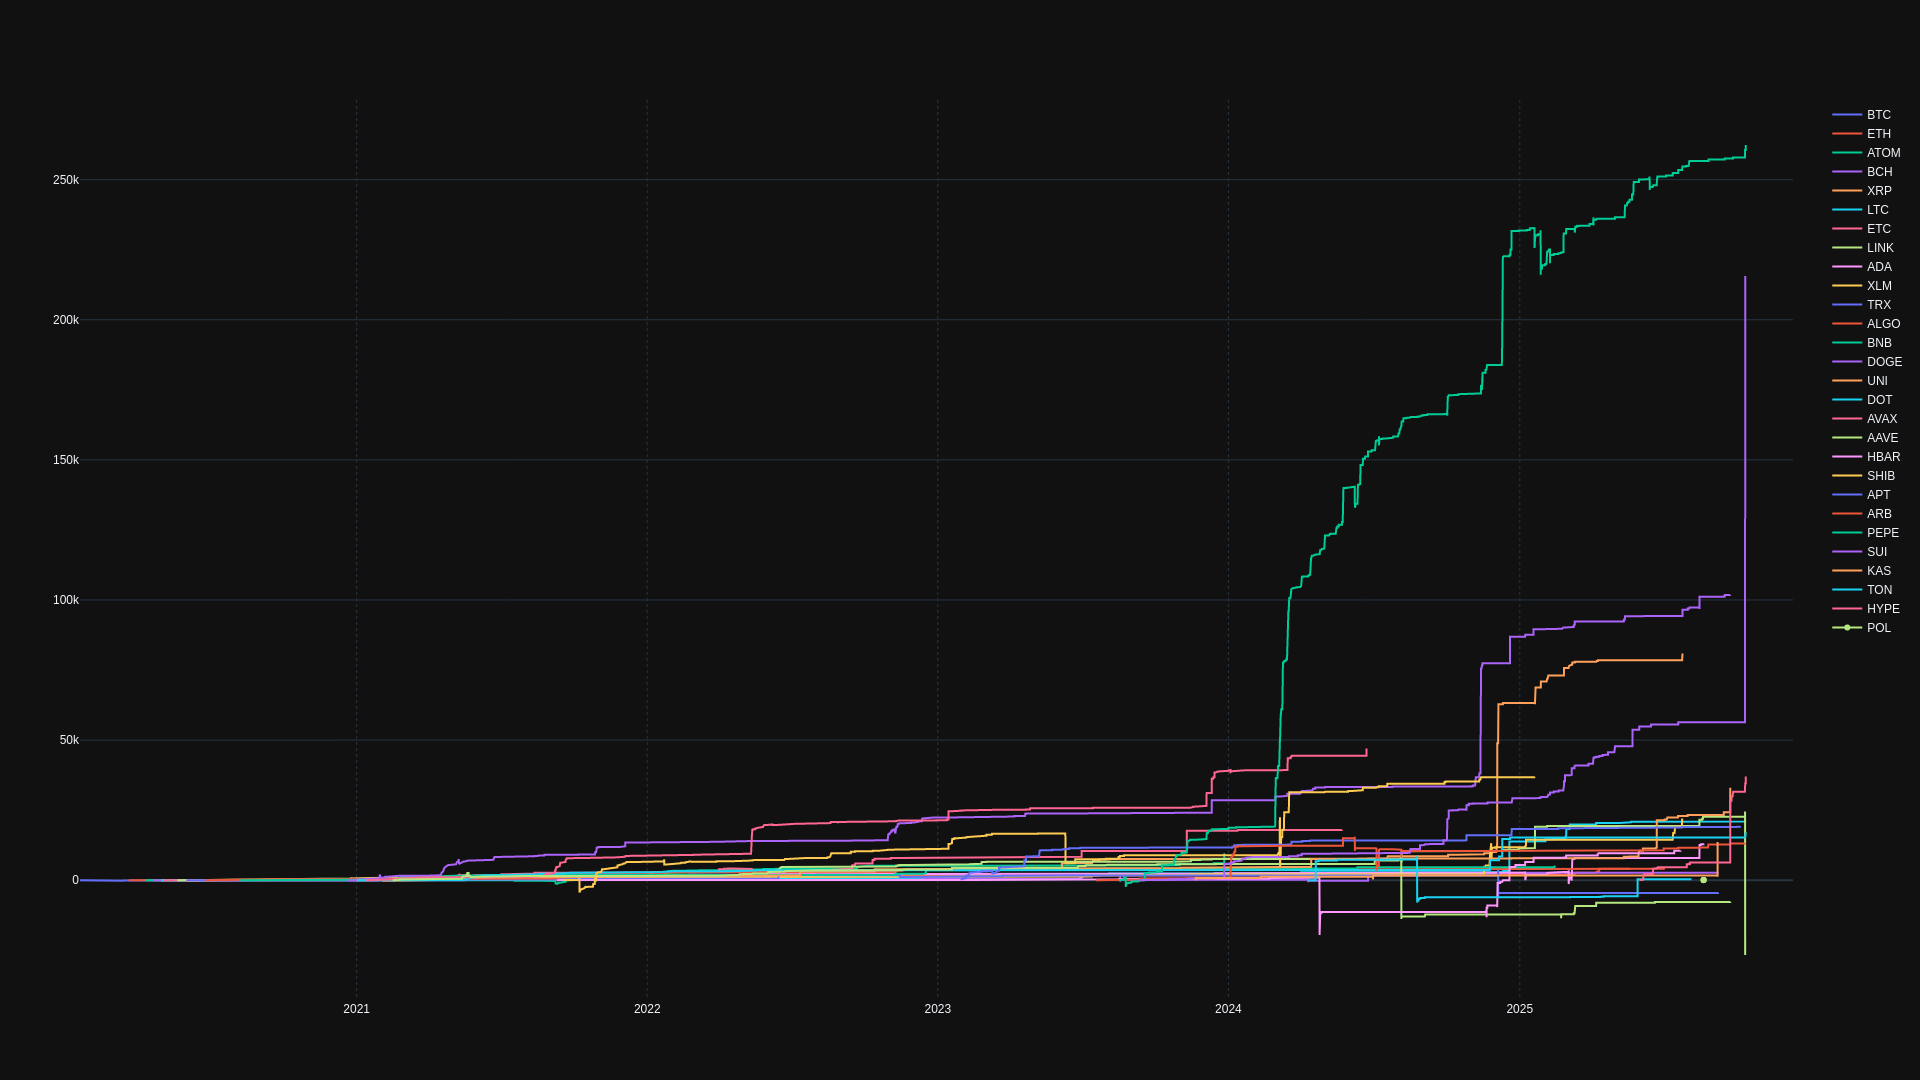 250k
200k
150k
100k
50k
0
2021
2022
2023
2024
2025
BTC
ETH
ATOM
BCH
XRP
LTC
ETC
LINK
ADA
XLM
TRX
ALGO
BNB
DOGE
UNI
DOT
AVAX
AAVE
HBAR
SHIB
APT
ARB
PEPE
SUI
KAS
TON
HYPE
POL